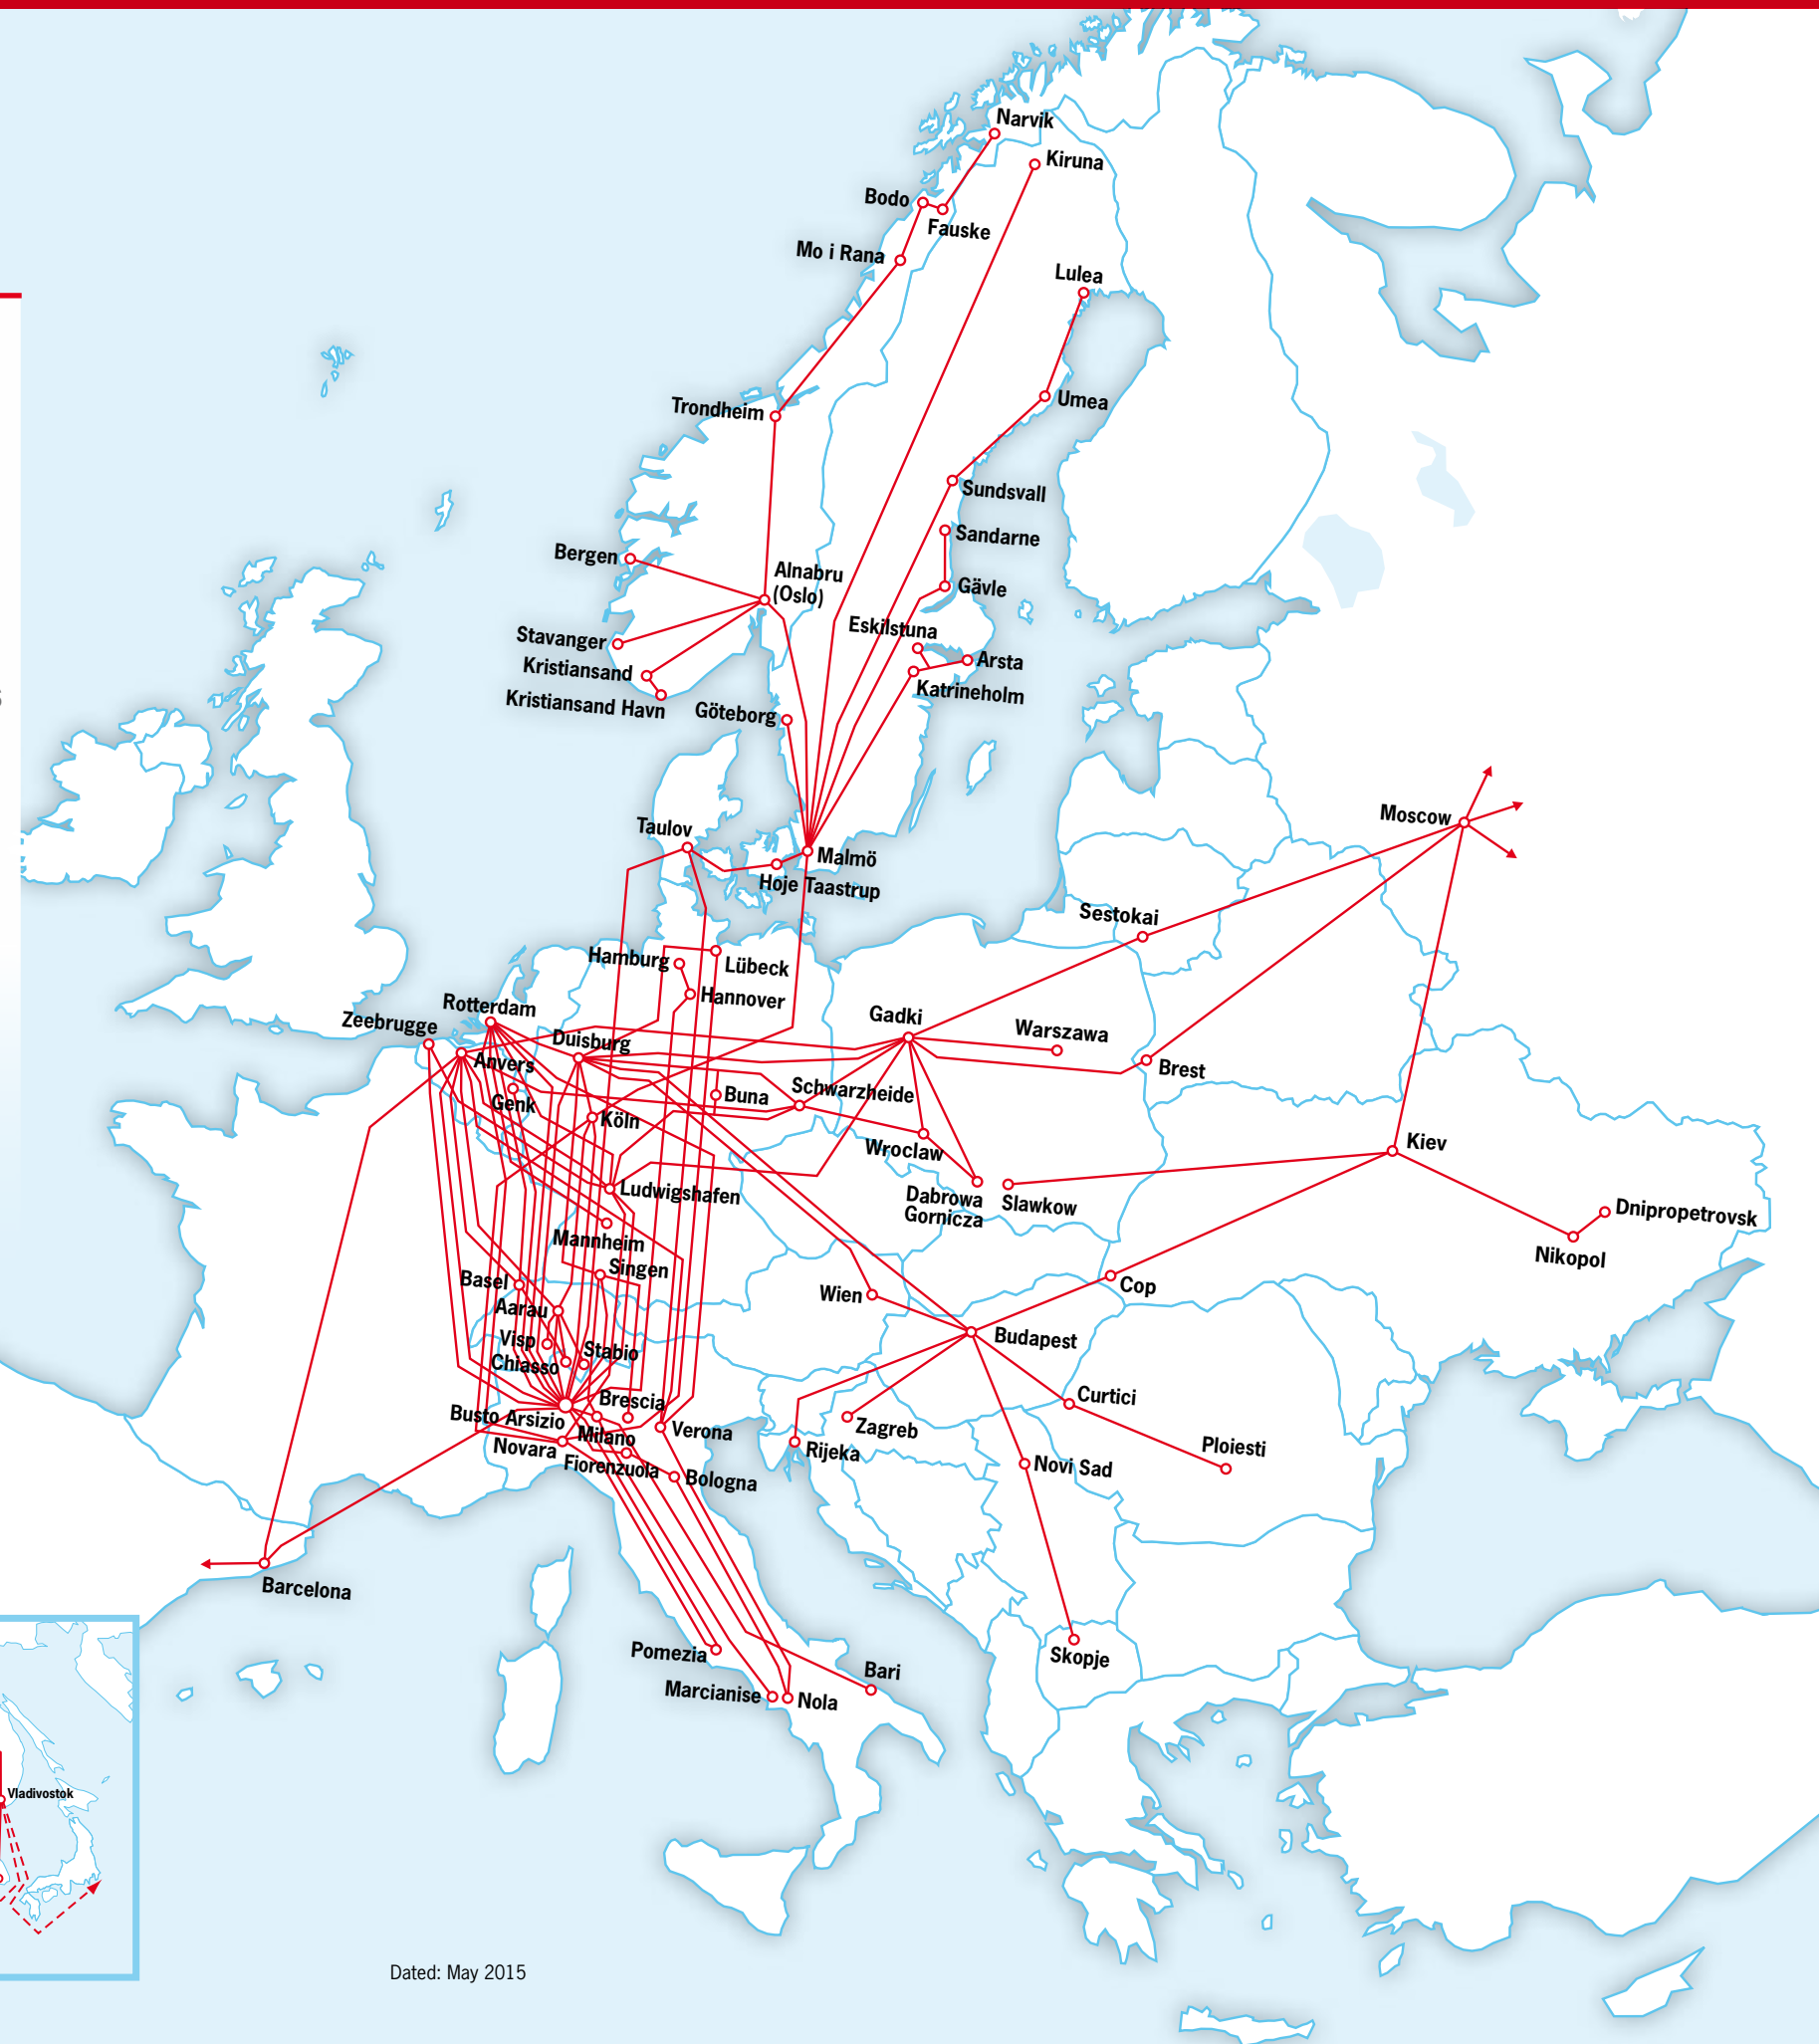 Narvik
Kiruna
Bodo
Fauske
Mo i Rana
Lulea
Umea
Trondheim
Sundsvall
Sandarne
Bergen
Alnabru
(Oslo)
Gävle
Eskilstuna
Stavanger
Arsta
Kristiansand
Katrineholm
Kristiansand Havn
Göteborg
S
Moscow
Taulov
Malmö
Hoje Taastrup
Sestokai
Hamburg
Lübeck
Hannover
Rotterdam
Zeebrugge
Gadki
Warszawa
Duisburg
Anvers
Brest
Schwarzheide
Buna
Genk
Köln
Wroclaw
Kiev
Ludwigshafen
Dabrowa
Gornicza
Slawkow
Dnipropetrovsk
Mannheim
Nikopol
Singen
Basel
Wien
Cop
Aarau
Visp
Stabio
Chiasso
Budapest
Curtici
Brescia
Busto Arsizio
Zagreb
Verona
Milano
Novara
Rijeka
Ploiesti
Fiorenzuola
Bologna
Novi Sad
Barcelona
Pomezia
Skopje
Bari
Marcianise
Nola
Vladivostok
Dated: May 2015